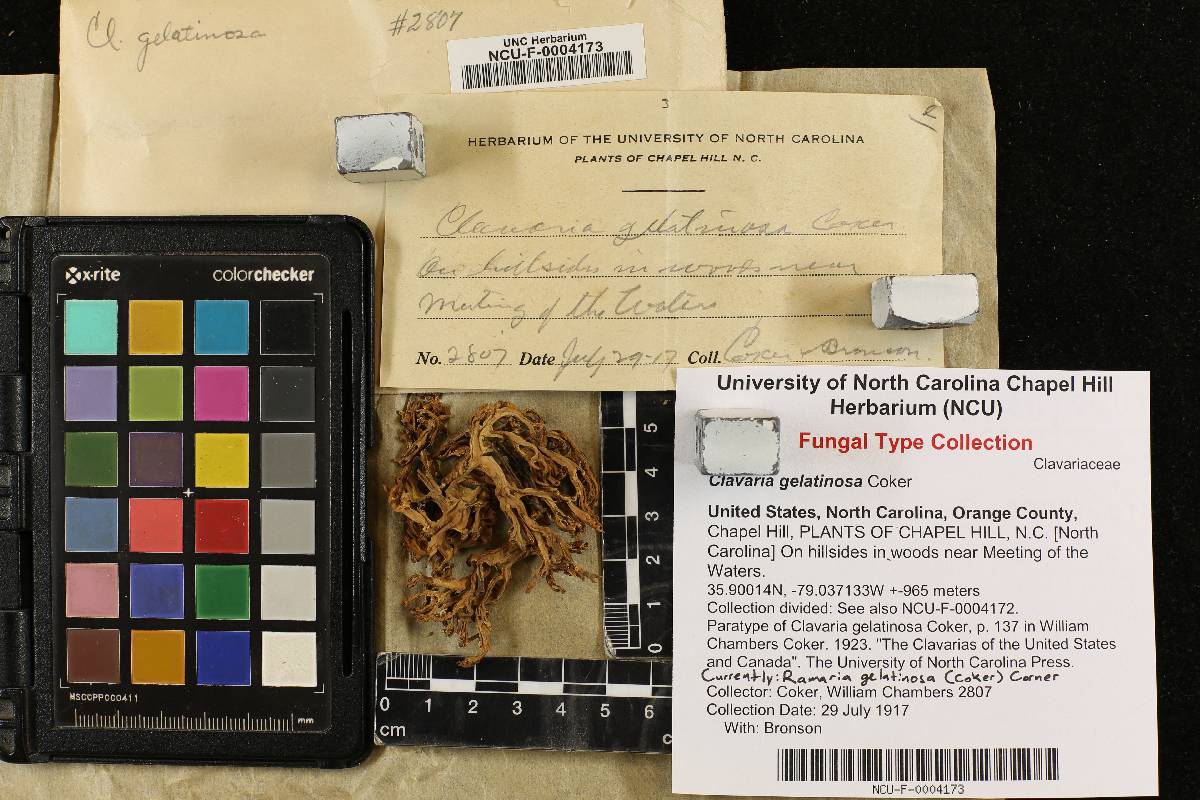 Cl. gelatinosa
#2807
UNC Herbarium
NCU-F-0004173
3
HERBARIUM OF THE UNIVERSITY OF NORTH CAROLINA
PLANTS OF CHAPEL HILL N. C.
Clavaria gelatinosa Coker
On hillsides in woods near
Meeting of the Waters
No. 2807 Date July 29-17 Coll. Coker + Bronson.
x·rite colorchecker
MSCCPPCC0411
mm
5
4
3
2
1
0
0 1 2 3 4 5 6
cm
University of North Carolina Chapel Hill
Herbarium (NCU)
Fungal Type Collection
Clavariaceae
Clavaria gelatinosa Coker
United States, North Carolina, Orange County,
Chapel Hill, PLANTS OF CHAPEL HILL, N.C. [North
Carolina] On hillsides in woods near Meeting of the
Waters.
35.90014N, -79.037133W +-965 meters
Collection divided: See also NCU-F-0004172.
Paratype of Clavaria gelatinosa Coker, p. 137 in William
Chambers Coker. 1923. "The Clavarias of the United States
and Canada". The University of North Carolina Press.
Currently: Ramaria gelatinosa (Coker) Corner
Collector: Coker, William Chambers 2807
Collection Date: 29 July 1917
With: Bronson
NCU-F-0004173